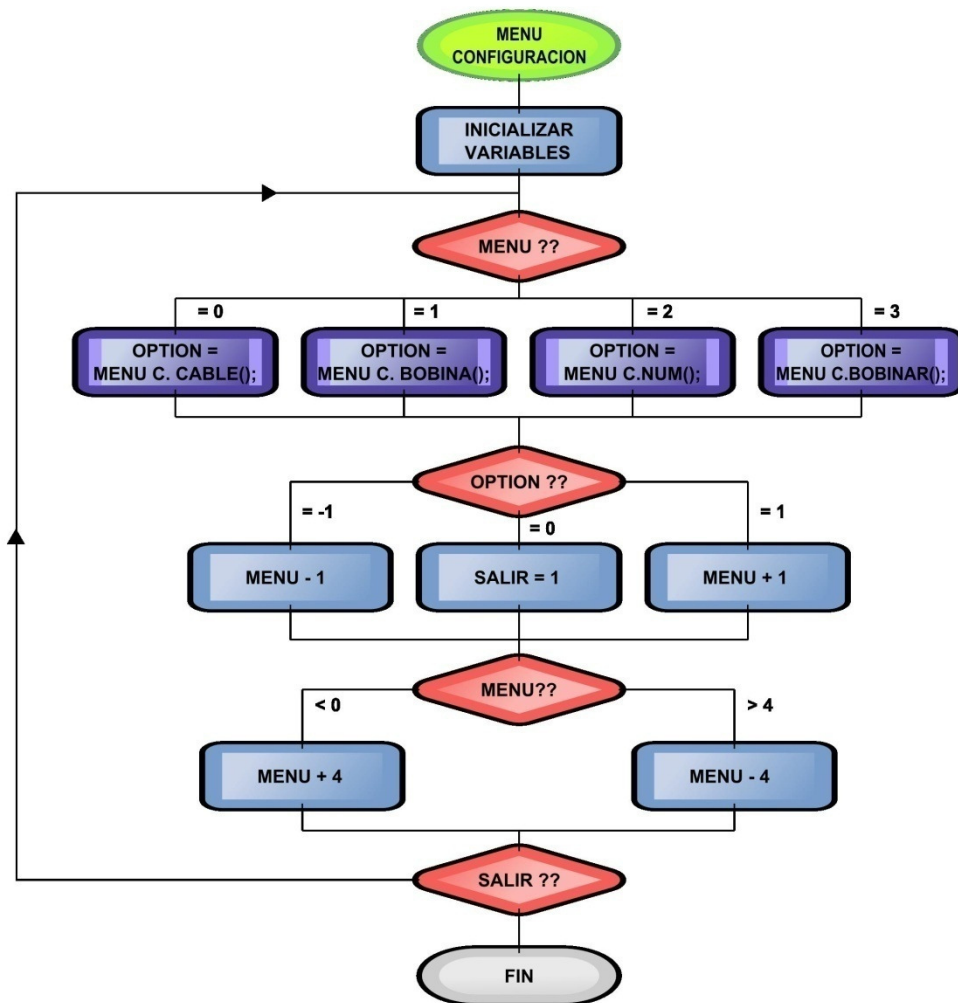 MENU
CONFIGURACION
INICIALIZAR
VARIABLES
MENU ??
= 0
= 1
= 2
= 3
OPTION =
MENU C. CABLE();
OPTION =
MENU C. BOBINA();
OPTION =
MENU C.NUM();
OPTION =
MENU C.BOBINAR();
OPTION ??
= -1
= 0
= 1
MENU - 1
SALIR = 1
MENU + 1
MENU??
< 0
> 4
MENU + 4
MENU - 4
SALIR ??
FIN